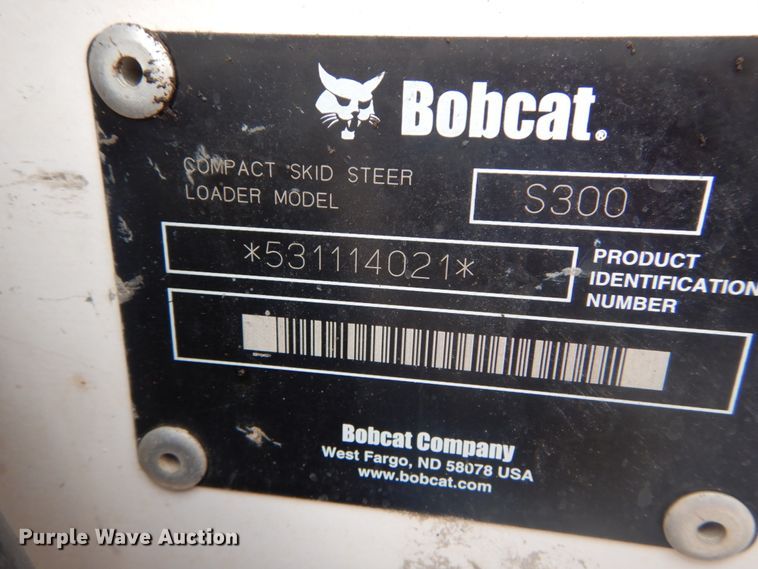 Bobcat®
COMPACT SKID STEER
LOADER MODEL
S300
*531114021*
PRODUCT
IDENTIFICATION
NUMBER
Bobcat Company
West Fargo, ND 58078 USA
www.bobcat.com
Purple Wave Auction